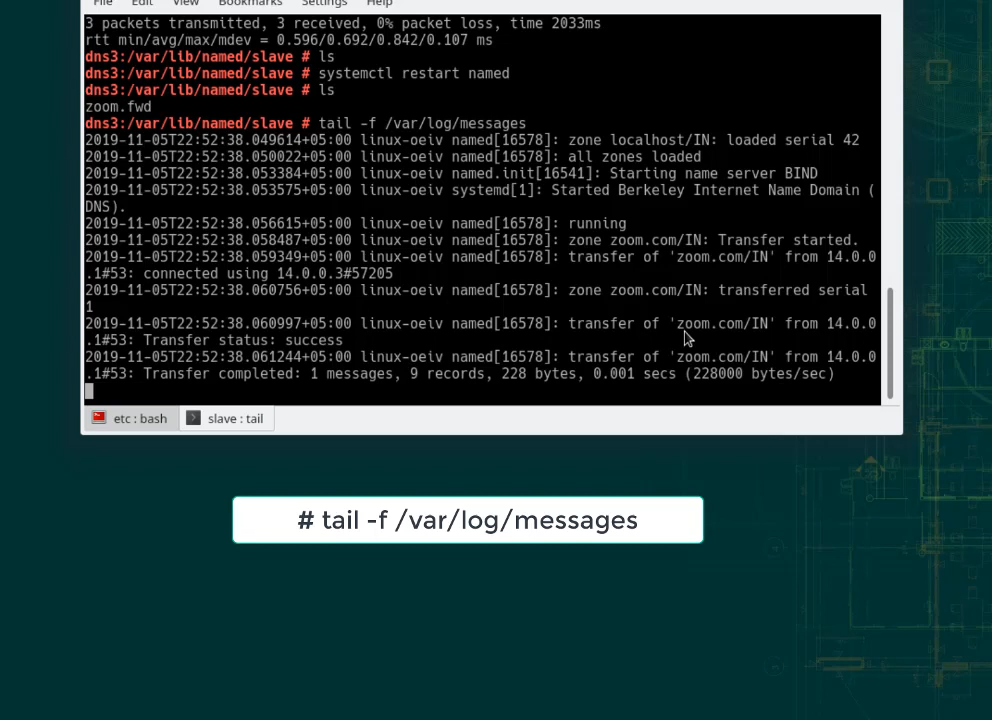 File Edit View Bookmarks Settings Help
3 packets transmitted, 3 received, 0% packet loss, time 2033ms
rtt min/avg/max/mdev = 0.596/0.692/0.842/0.107 ms
dns3:/var/lib/named/slave # ls
dns3:/var/lib/named/slave # systemctl restart named
dns3:/var/lib/named/slave # ls
zoom.fwd
dns3:/var/lib/named/slave # tail -f /var/log/messages
2019-11-05T22:52:38.049614+05:00 linux-oeiv named[16578]: zone localhost/IN: loaded serial 42
2019-11-05T22:52:38.050022+05:00 linux-oeiv named[16578]: all zones loaded
2019-11-05T22:52:38.053384+05:00 linux-oeiv named.init[16541]: Starting name server BIND
2019-11-05T22:52:38.053575+05:00 linux-oeiv systemd[1]: Started Berkeley Internet Name Domain (
DNS).
2019-11-05T22:52:38.056615+05:00 linux-oeiv named[16578]: running
2019-11-05T22:52:38.058487+05:00 linux-oeiv named[16578]: zone zoom.com/IN: Transfer started.
2019-11-05T22:52:38.059349+05:00 linux-oeiv named[16578]: transfer of 'zoom.com/IN' from 14.0.0
.1#53: connected using 14.0.0.3#57205
2019-11-05T22:52:38.060756+05:00 linux-oeiv named[16578]: zone zoom.com/IN: transferred serial
1
2019-11-05T22:52:38.060997+05:00 linux-oeiv named[16578]: transfer of 'zoom.com/IN' from 14.0.0
.1#53: Transfer status: success
2019-11-05T22:52:38.061244+05:00 linux-oeiv named[16578]: transfer of 'zoom.com/IN' from 14.0.0
.1#53: Transfer completed: 1 messages, 9 records, 228 bytes, 0.001 secs (228000 bytes/sec)
etc : bash slave : tail
# tail -f /var/log/messages